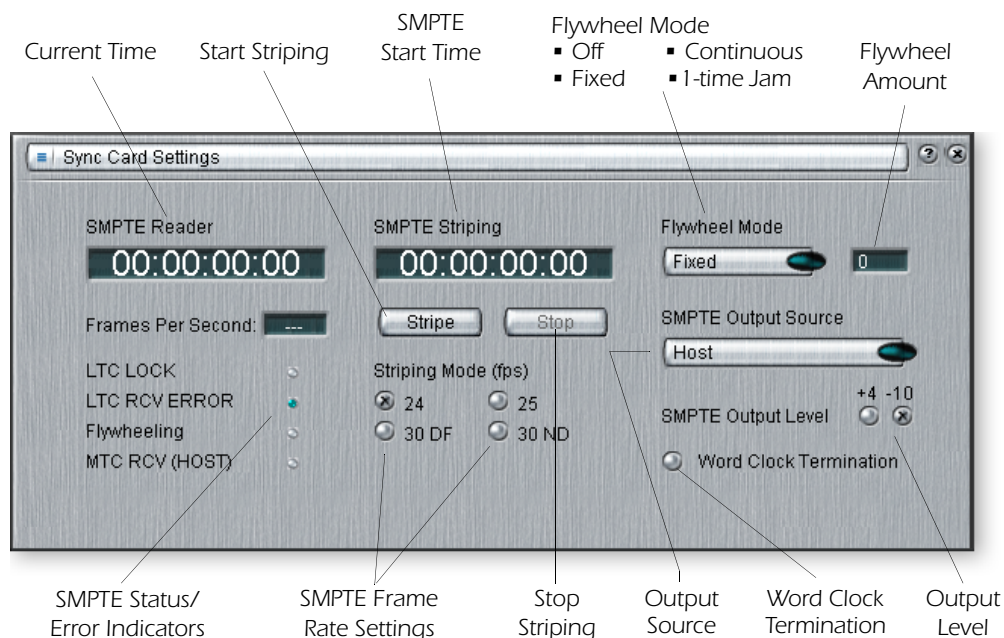 Current Time
Start Striping
SMPTE
Start Time
Flywheel Mode
▪ Off ▪ Continuous
▪ Fixed ▪ 1-time Jam
Flywheel
Amount
Sync Card Settings
?
SMPTE Reader
00:00:00:00
Frames Per Second: ---
LTC LOCK
LTC RCV ERROR
Flywheeling
MTC RCV (HOST)
SMPTE Striping
00:00:00:00
Stripe Stop
Striping Mode (fps)
24 25
30 DF 30 ND
Flywheel Mode
Fixed 0
SMPTE Output Source
Host
+4 -10
SMPTE Output Level
Word Clock Termination
SMPTE Status/
Error Indicators
SMPTE Frame
Rate Settings
Stop
Striping
Output
Source
Word Clock
Termination
Output
Level